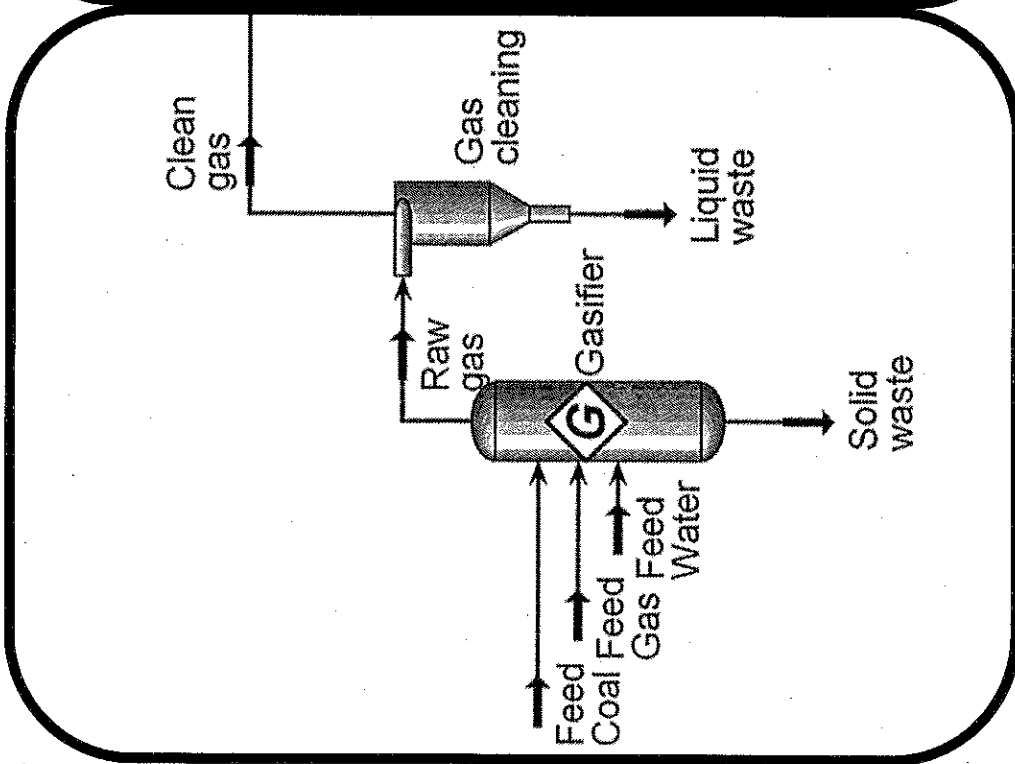 Clean
gas
Gas
cleaning
Raw
gas
Liquid
waste
G
Gasifier
Feed
Coal
Feed
Gas
Feed
Water
Solid
waste